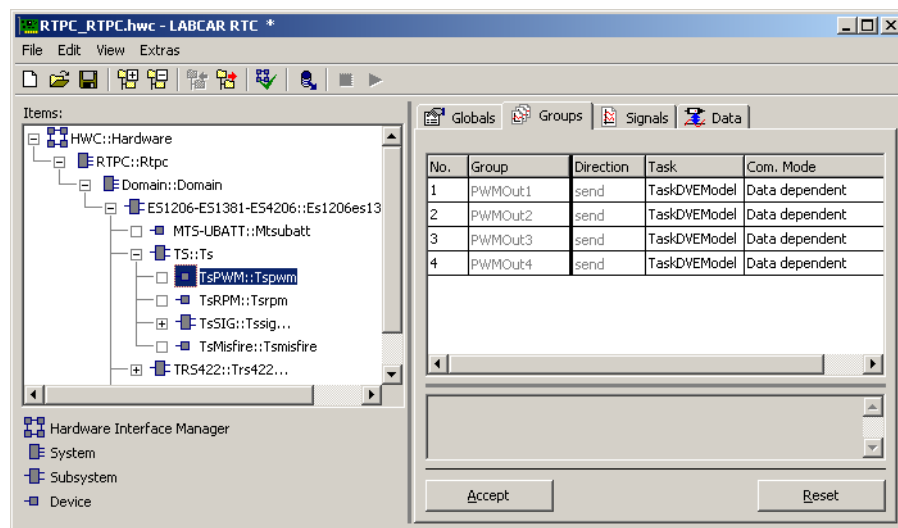 RTPC_RTPC.hwc - LABCAR RTC *
File Edit View Extras
Items:
HWC::Hardware
RTPC::Rtpc
Domain::Domain
ES1206-ES1381-ES4206::Es1206es13
MTS-UBATT::Mtsubatt
TS::Ts
TsPWM::Tspwm
TsRPM::Tsrpm
TsSIG::Tssig...
TsMisfire::Tsmisfire
TRS422::Trs422...
Hardware Interface Manager
System
Subsystem
Device
Globals Groups Signals Data
No. Group Direction Task Com. Mode
1 PWMOut1 send TaskDVEModel Data dependent
2 PWMOut2 send TaskDVEModel Data dependent
3 PWMOut3 send TaskDVEModel Data dependent
4 PWMOut4 send TaskDVEModel Data dependent
Accept Reset